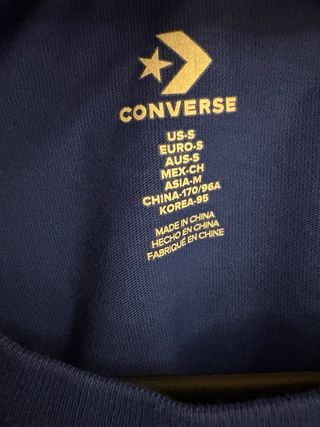 CONVERSE
US-S
EURO-S
AUS-S
MEX-CH
ASIA-M
CHINA-170/96A
KOREA-95
MADE IN CHINA
HECHO EN CHINA
FABRIQUÉ EN CHINE